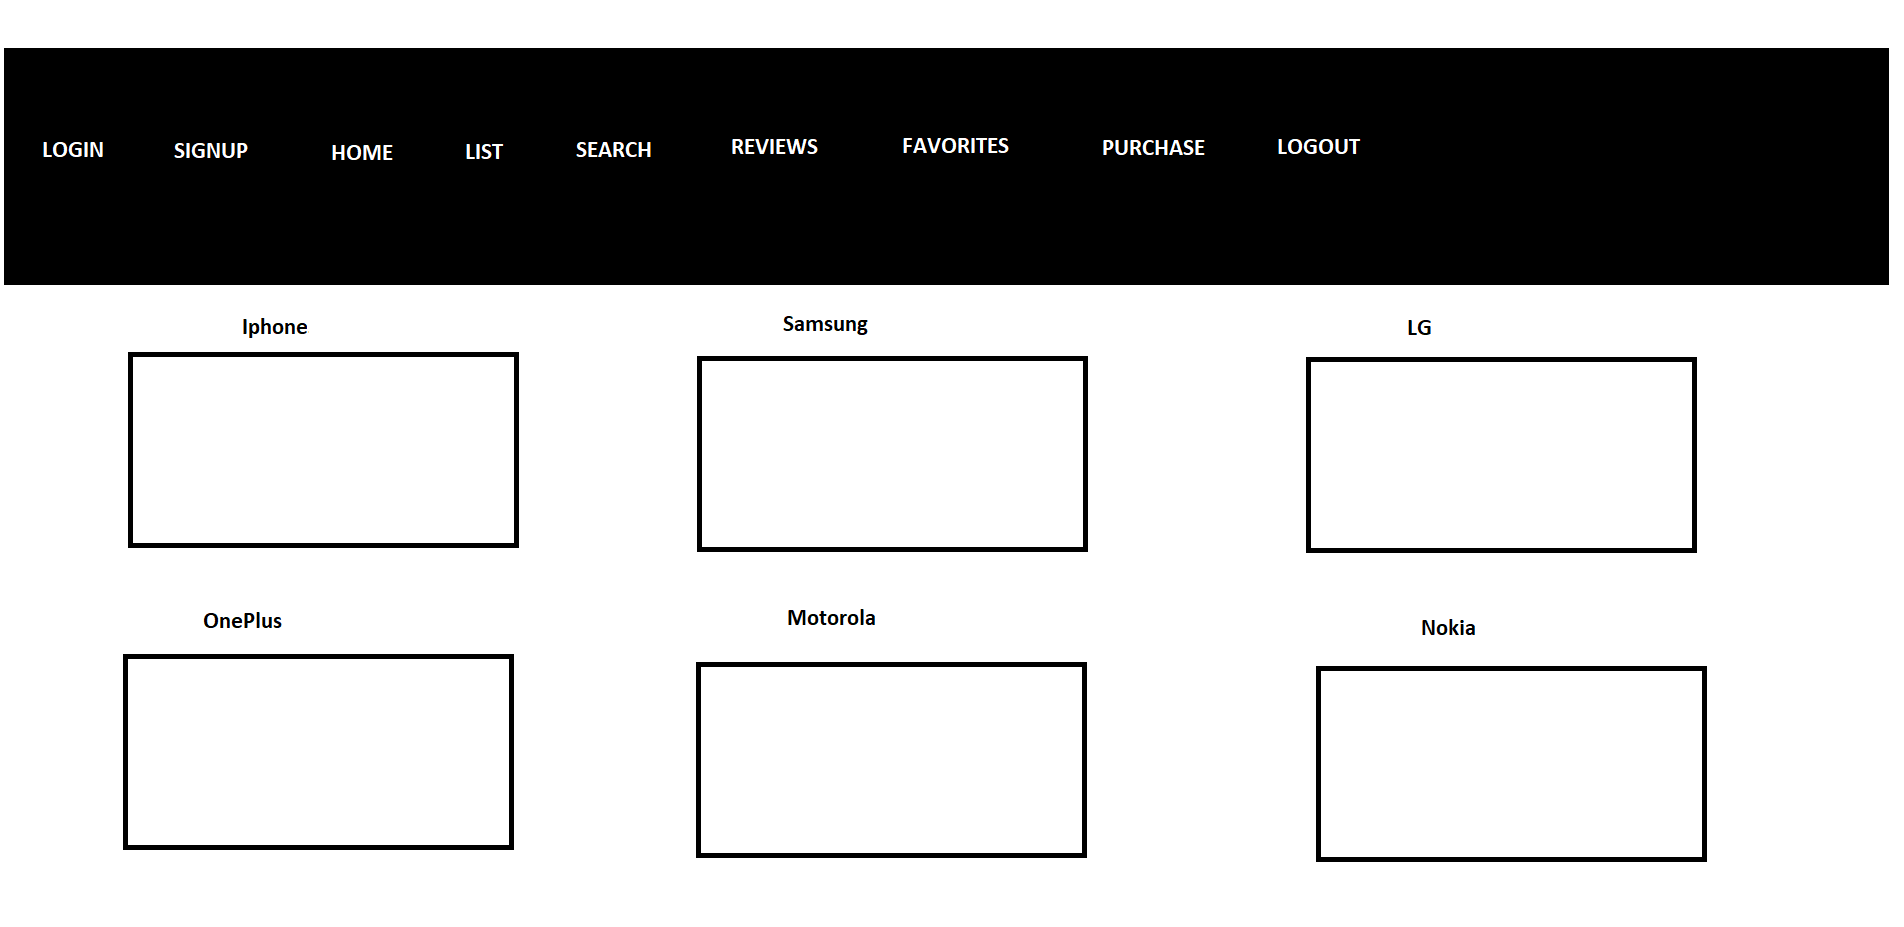 LOGIN SIGNUP HOME LIST SEARCH REVIEWS FAVORITES PURCHASE LOGOUT
Iphone Samsung LG
OnePlus Motorola Nokia